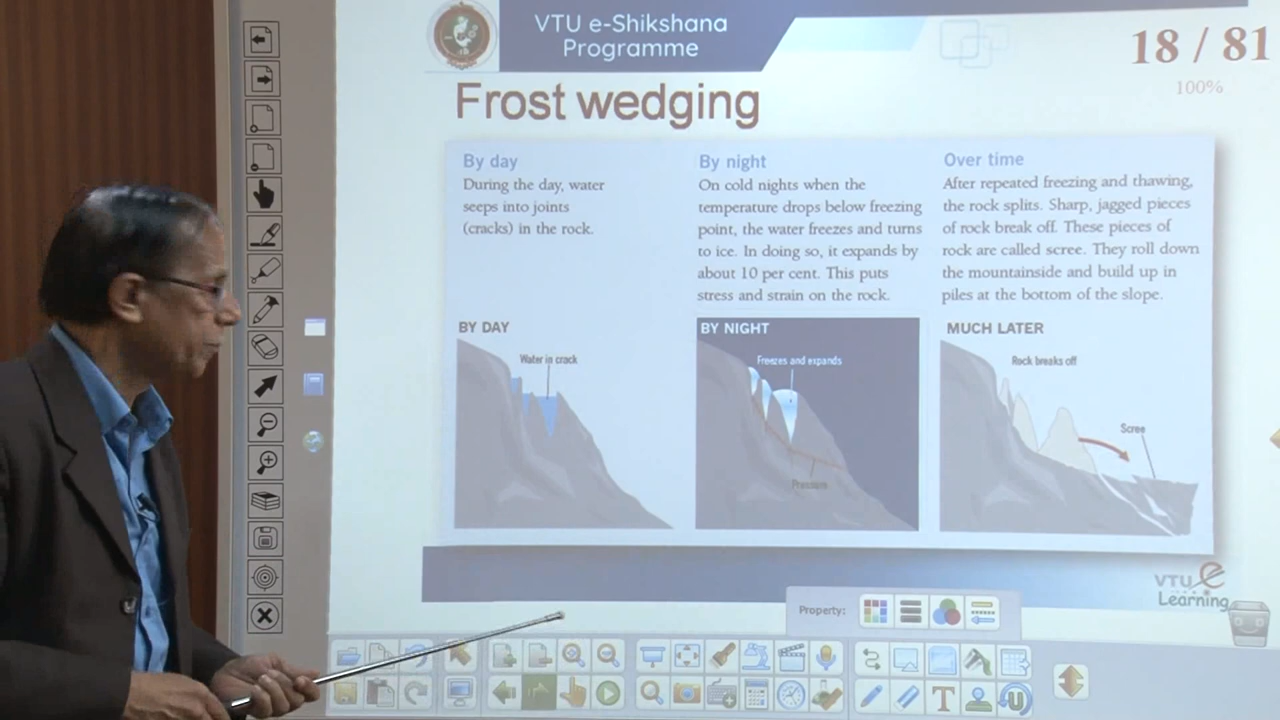 VTU e-Shikshana
Programme
18 / 81
100%
Frost wedging
By day
During the day, water
seeps into joints
(cracks) in the rock.
By night
On cold nights when the
temperature drops below freezing
point, the water freezes and turns
to ice. In doing so, it expands by
about 10 per cent. This puts
stress and strain on the rock.
Over time
After repeated freezing and thawing,
the rock splits. Sharp, jagged pieces
of rock break off. These pieces of
rock are called scree. They roll down
the mountainside and build up in
piles at the bottom of the slope.
BY DAY
Water in crack
BY NIGHT
Freezes and expands
Pressure
MUCH LATER
Rock breaks off
Scree
VTU e
Learning
Property:
T